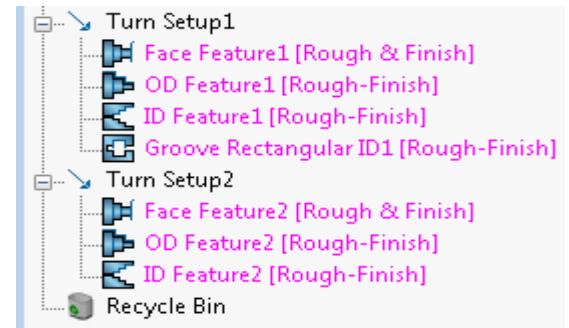 Turn Setup1
Face Feature1 [Rough & Finish]
OD Feature1 [Rough-Finish]
ID Feature1 [Rough-Finish]
Groove Rectangular ID1 [Rough-Finish]
Turn Setup2
Face Feature2 [Rough & Finish]
OD Feature2 [Rough-Finish]
ID Feature2 [Rough-Finish]
Recycle Bin